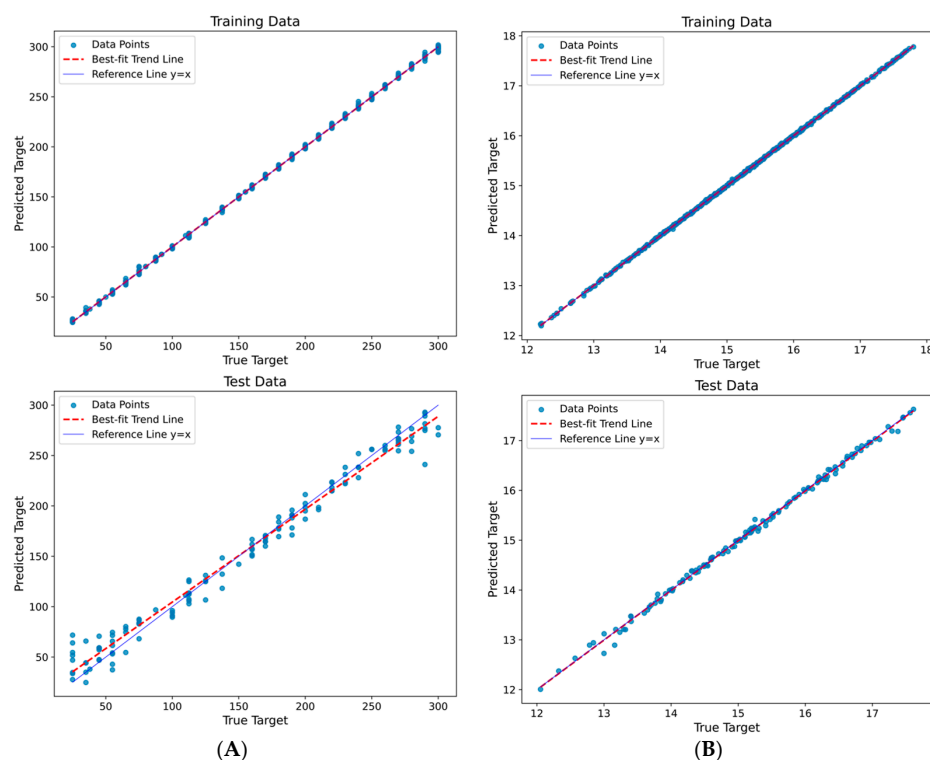 Training Data
Predicted Target
300
250
200
150
100
50
Data Points
Best-fit Trend Line
Reference Line y=x
50 100 150 200 250 300
True Target
Training Data
Predicted Target
18
17
16
15
14
13
12
Data Points
Best-fit Trend Line
Reference Line y=x
12 13 14 15 16 17 18
True Target
Test Data
Predicted Target
300
250
200
150
100
50
Data Points
Best-fit Trend Line
Reference Line y=x
50 100 150 200 250 300
True Target
(A)
Test Data
Predicted Target
17
16
15
14
13
12
Data Points
Best-fit Trend Line
Reference Line y=x
12 13 14 15 16 17
True Target
(B)